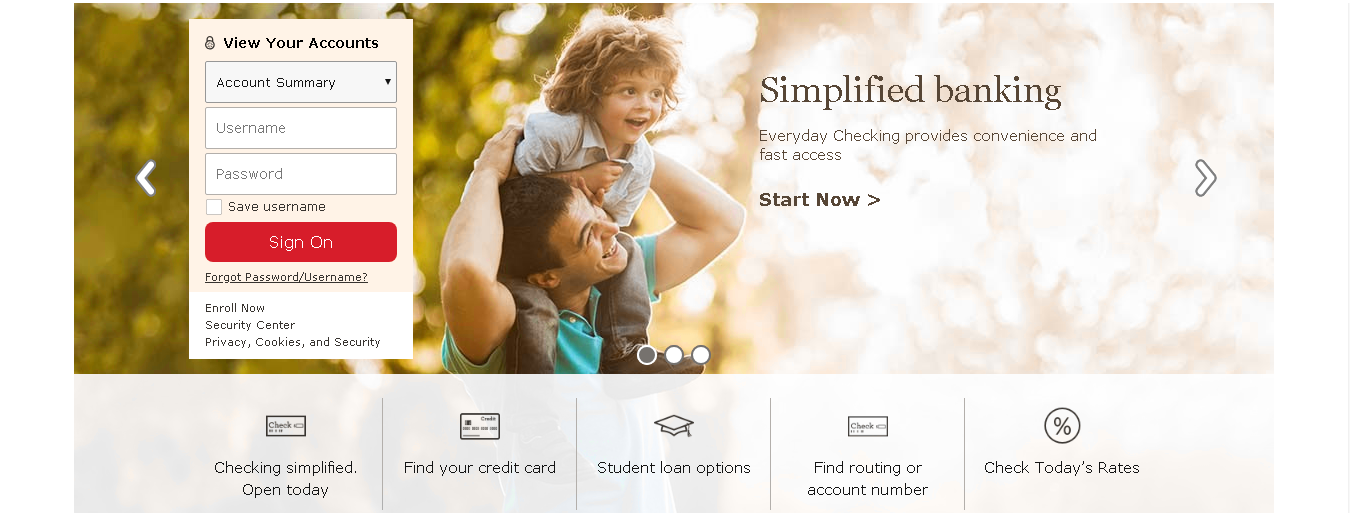 View Your Accounts
Account Summary
Username
Password
Save username
Sign On
Forgot Password/Username?
Enroll Now
Security Center
Privacy, Cookies, and Security
Simplified banking
Everyday Checking provides convenience and
fast access
Start Now >
Check
Checking simplified.
Open today
Credit
Find your credit card
Student loan options
Check
Find routing or
account number
%
Check Today's Rates